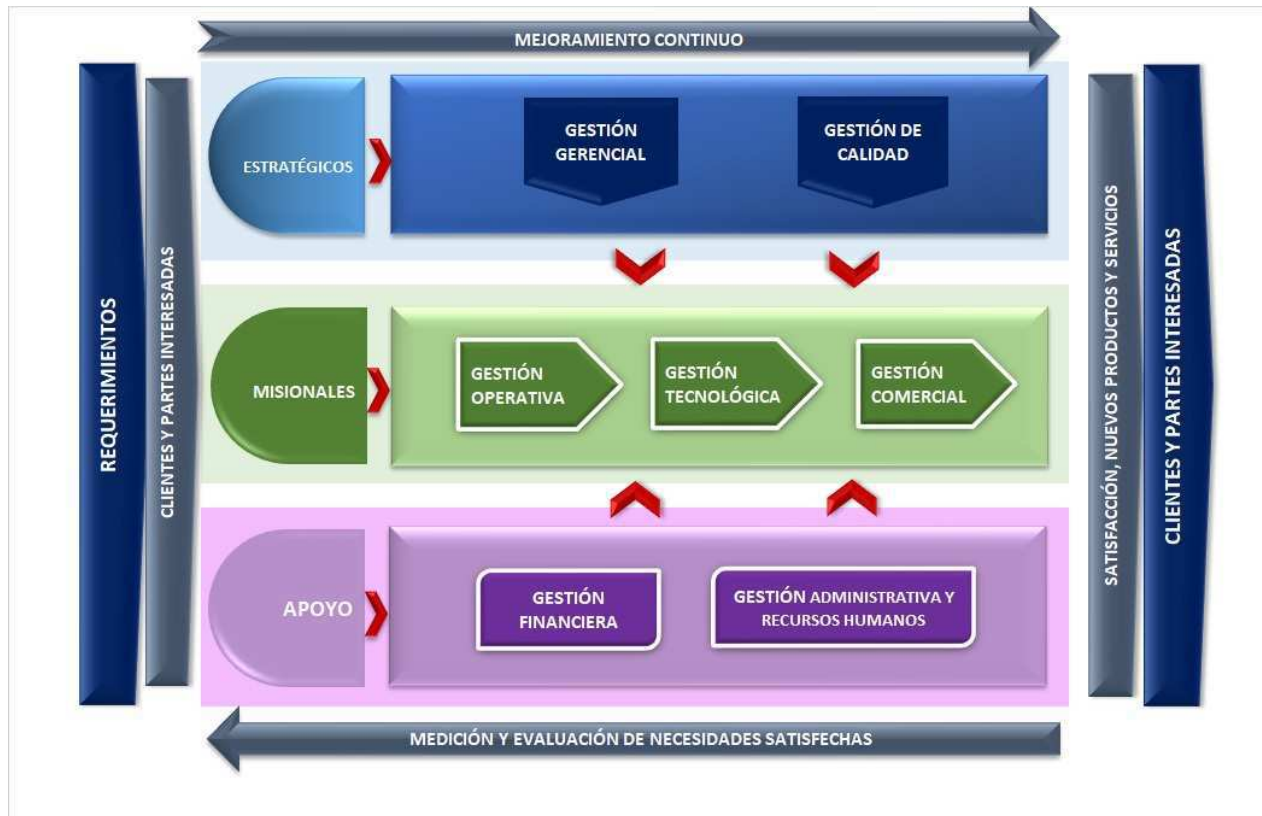 MEJORAMIENTO CONTINUO
REQUERIMIENTOS
CLIENTES Y PARTES INTERESADAS
ESTRATÉGICOS
GESTIÓN
GERENCIAL
GESTIÓN DE
CALIDAD
MISIONALES
GESTIÓN
OPERATIVA
GESTIÓN
TECNOLÓGICA
GESTIÓN
COMERCIAL
APOYO
GESTIÓN
FINANCIERA
GESTIÓN ADMINISTRATIVA Y
RECURSOS HUMANOS
SATISFACCIÓN, NUEVOS PRODUCTOS Y SERVICIOS
CLIENTES Y PARTES INTERESADAS
MEDICIÓN Y EVALUACIÓN DE NECESIDADES SATISFECHAS